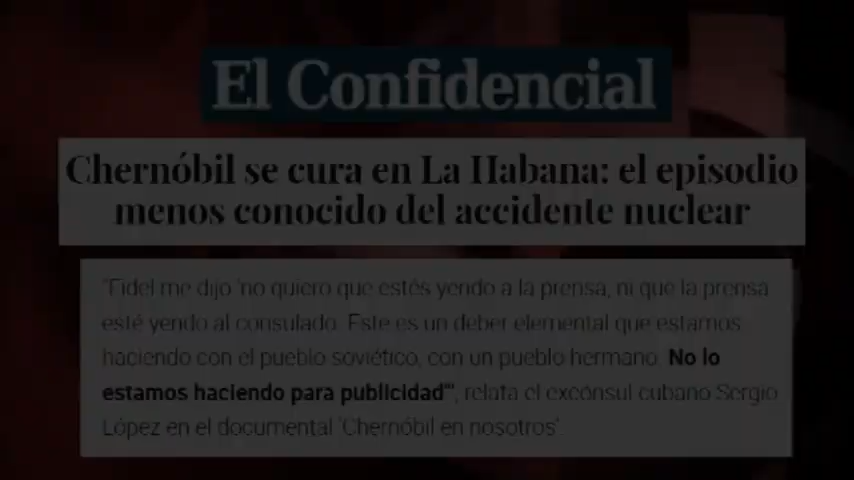 El Confidencial
Chernóbil se cura en La Habana: el episodio
menos conocido del accidente nuclear
"Fidel me dijo 'no quiero que estés yendo a la prensa, ni que la prensa
esté yendo al consulado. Este es un deber elemental que estamos
haciendo con el pueblo soviético, con un pueblo hermano. No lo
estamos haciendo para publicidad'", relata el excónsul cubano Sergio
López en el documental 'Chernóbil en nosotros'.